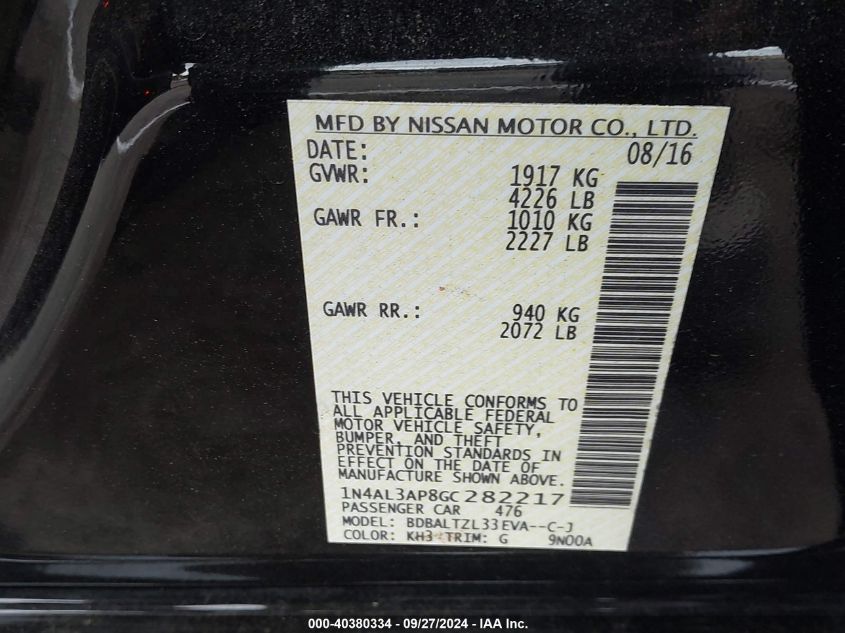 MFD BY NISSAN MOTOR CO., LTD.
DATE: 08/16
GVWR: 1917 KG
4226 LB
GAWR FR.: 1010 KG
2227 LB
GAWR RR.: 940 KG
2072 LB
THIS VEHICLE CONFORMS TO
ALL APPLICABLE FEDERAL
MOTOR VEHICLE SAFETY,
BUMPER, AND THEFT
PREVENTION STANDARDS IN
EFFECT ON THE DATE OF
MANUFACTURE SHOWN ABOVE.
1N4AL3AP8GC282217
PASSENGER CAR 476
MODEL: BDBALTZL33EVA--C-J
COLOR: KH3 TRIM: G 9N00A
000-40380334 - 09/27/2024 - IAA Inc.